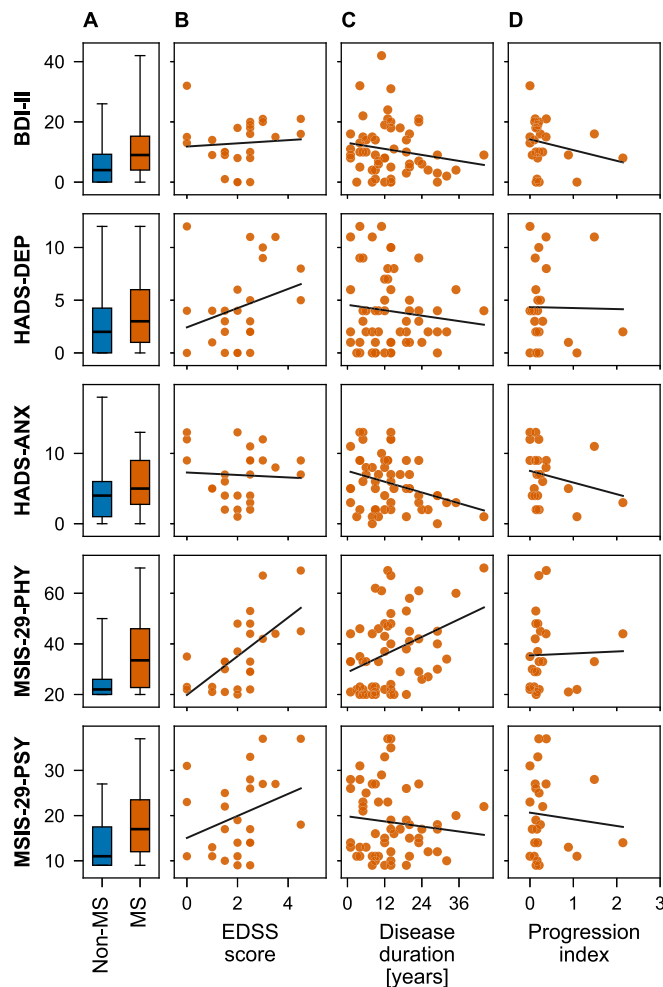 A B C D
BDI-II
40
20
0
HADS-DEP
10
5
0
HADS-ANX
10
0
MSIS-29-PHY
60
40
20
MSIS-29-PSY
30
20
10
Non-MS MS
0 2 4
0 12 24 36
0 1 2 3
EDSS
score
Disease
duration
[years]
Progression
index